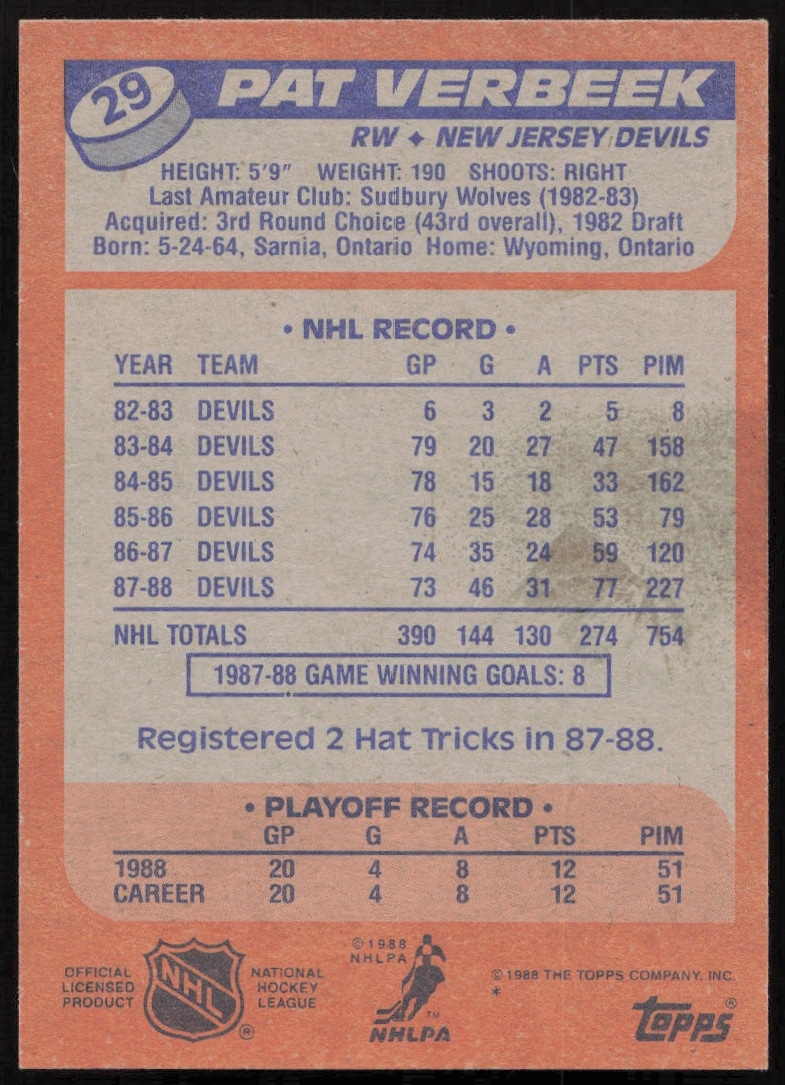 29
PAT VERBEEK
RW ✦ NEW JERSEY DEVILS
HEIGHT: 5'9" WEIGHT: 190 SHOOTS: RIGHT
Last Amateur Club: Sudbury Wolves (1982-83)
Acquired: 3rd Round Choice (43rd overall), 1982 Draft
Born: 5-24-64, Sarnia, Ontario Home: Wyoming, Ontario
• NHL RECORD •
YEAR TEAM GP G A PTS PIM
82-83 DEVILS 6 3 2 5 8
83-84 DEVILS 79 20 27 47 158
84-85 DEVILS 78 15 18 33 162
85-86 DEVILS 76 25 28 53 79
86-87 DEVILS 74 35 24 59 120
87-88 DEVILS 73 46 31 77 227
NHL TOTALS 390 144 130 274 754
1987-88 GAME WINNING GOALS: 8
Registered 2 Hat Tricks in 87-88.
• PLAYOFF RECORD •
GP G A PTS PIM
1988 20 4 8 12 51
CAREER 20 4 8 12 51
OFFICIAL
LICENSED
PRODUCT
NHL
®
NATIONAL
HOCKEY
LEAGUE
©1988
NHLPA
TM
NHLPA
© 1988 THE TOPPS COMPANY, INC.
*
topps®